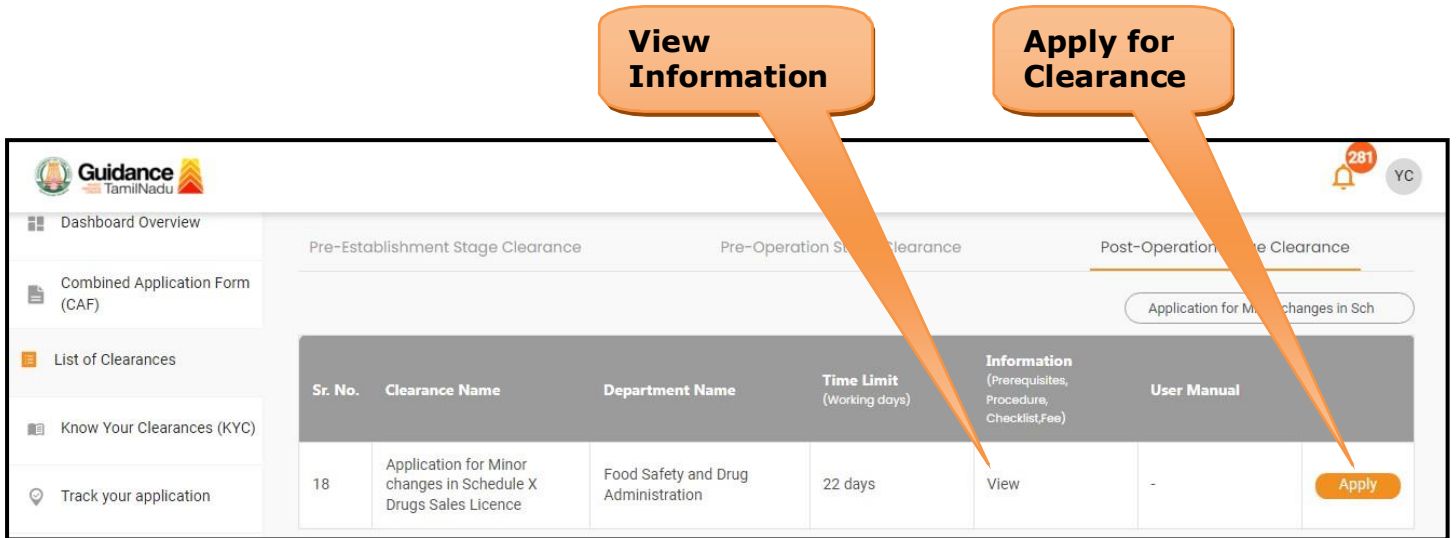 View
Information
Apply for
Clearance
Guidance
TamilNadu
281
YC
Dashboard Overview
Combined Application Form
(CAF)
List of Clearances
Know Your Clearances (KYC)
Track your application
Pre-Establishment Stage Clearance
Pre-Operation Clearance
Post-Operation Clearance
Application for changes in Sch
Sr. No.
Clearance Name
Department Name
Time Limit
(Working days)
Information
(Prerequisites,
Procedure,
Checklist,Fee)
User Manual
18
Application for Minor
changes in Schedule X
Drugs Sales Licence
Food Safety and Drug
Administration
22 days
View
-
Apply